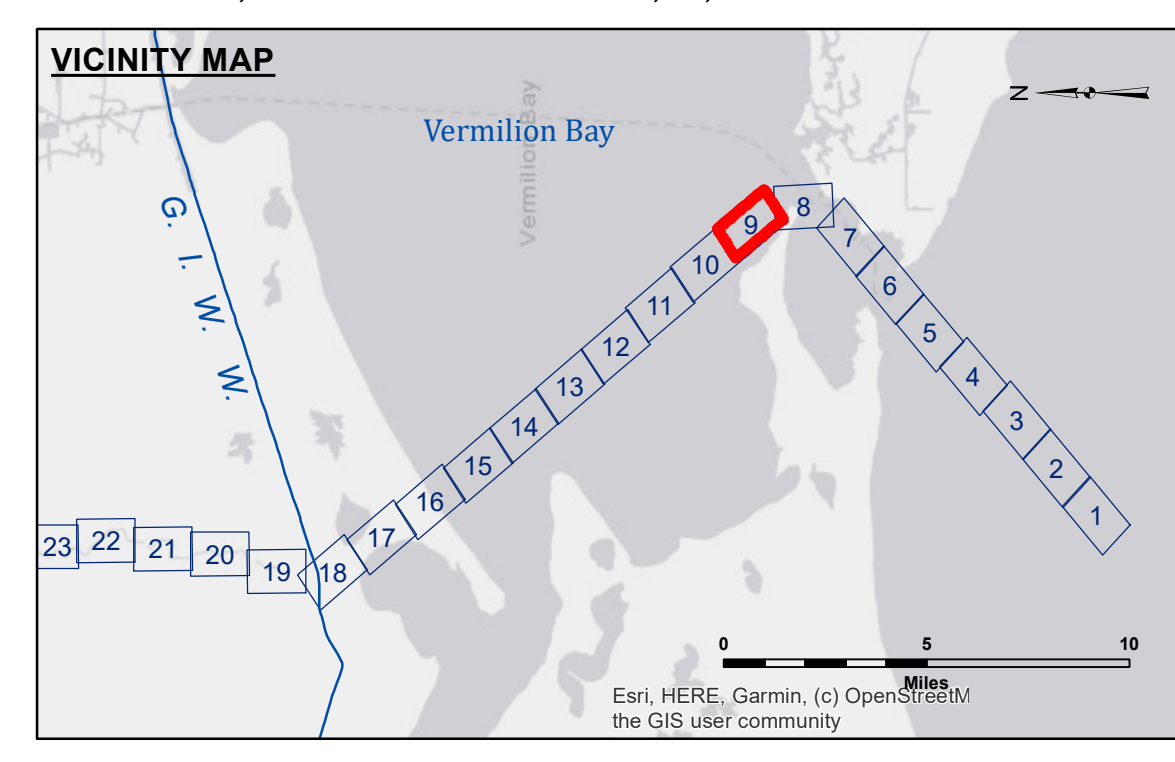 VICINITY MAP
N
Vermilion Bay
Vermilion Bay
G. I. W. W.
9
8
7
10
6
11
5
12
4
13
3
14
2
15
1
16
17
18
19
20
21
22
23
0 5 10
Miles
Esri, HERE, Garmin, (c) OpenStreetM
the GIS user community